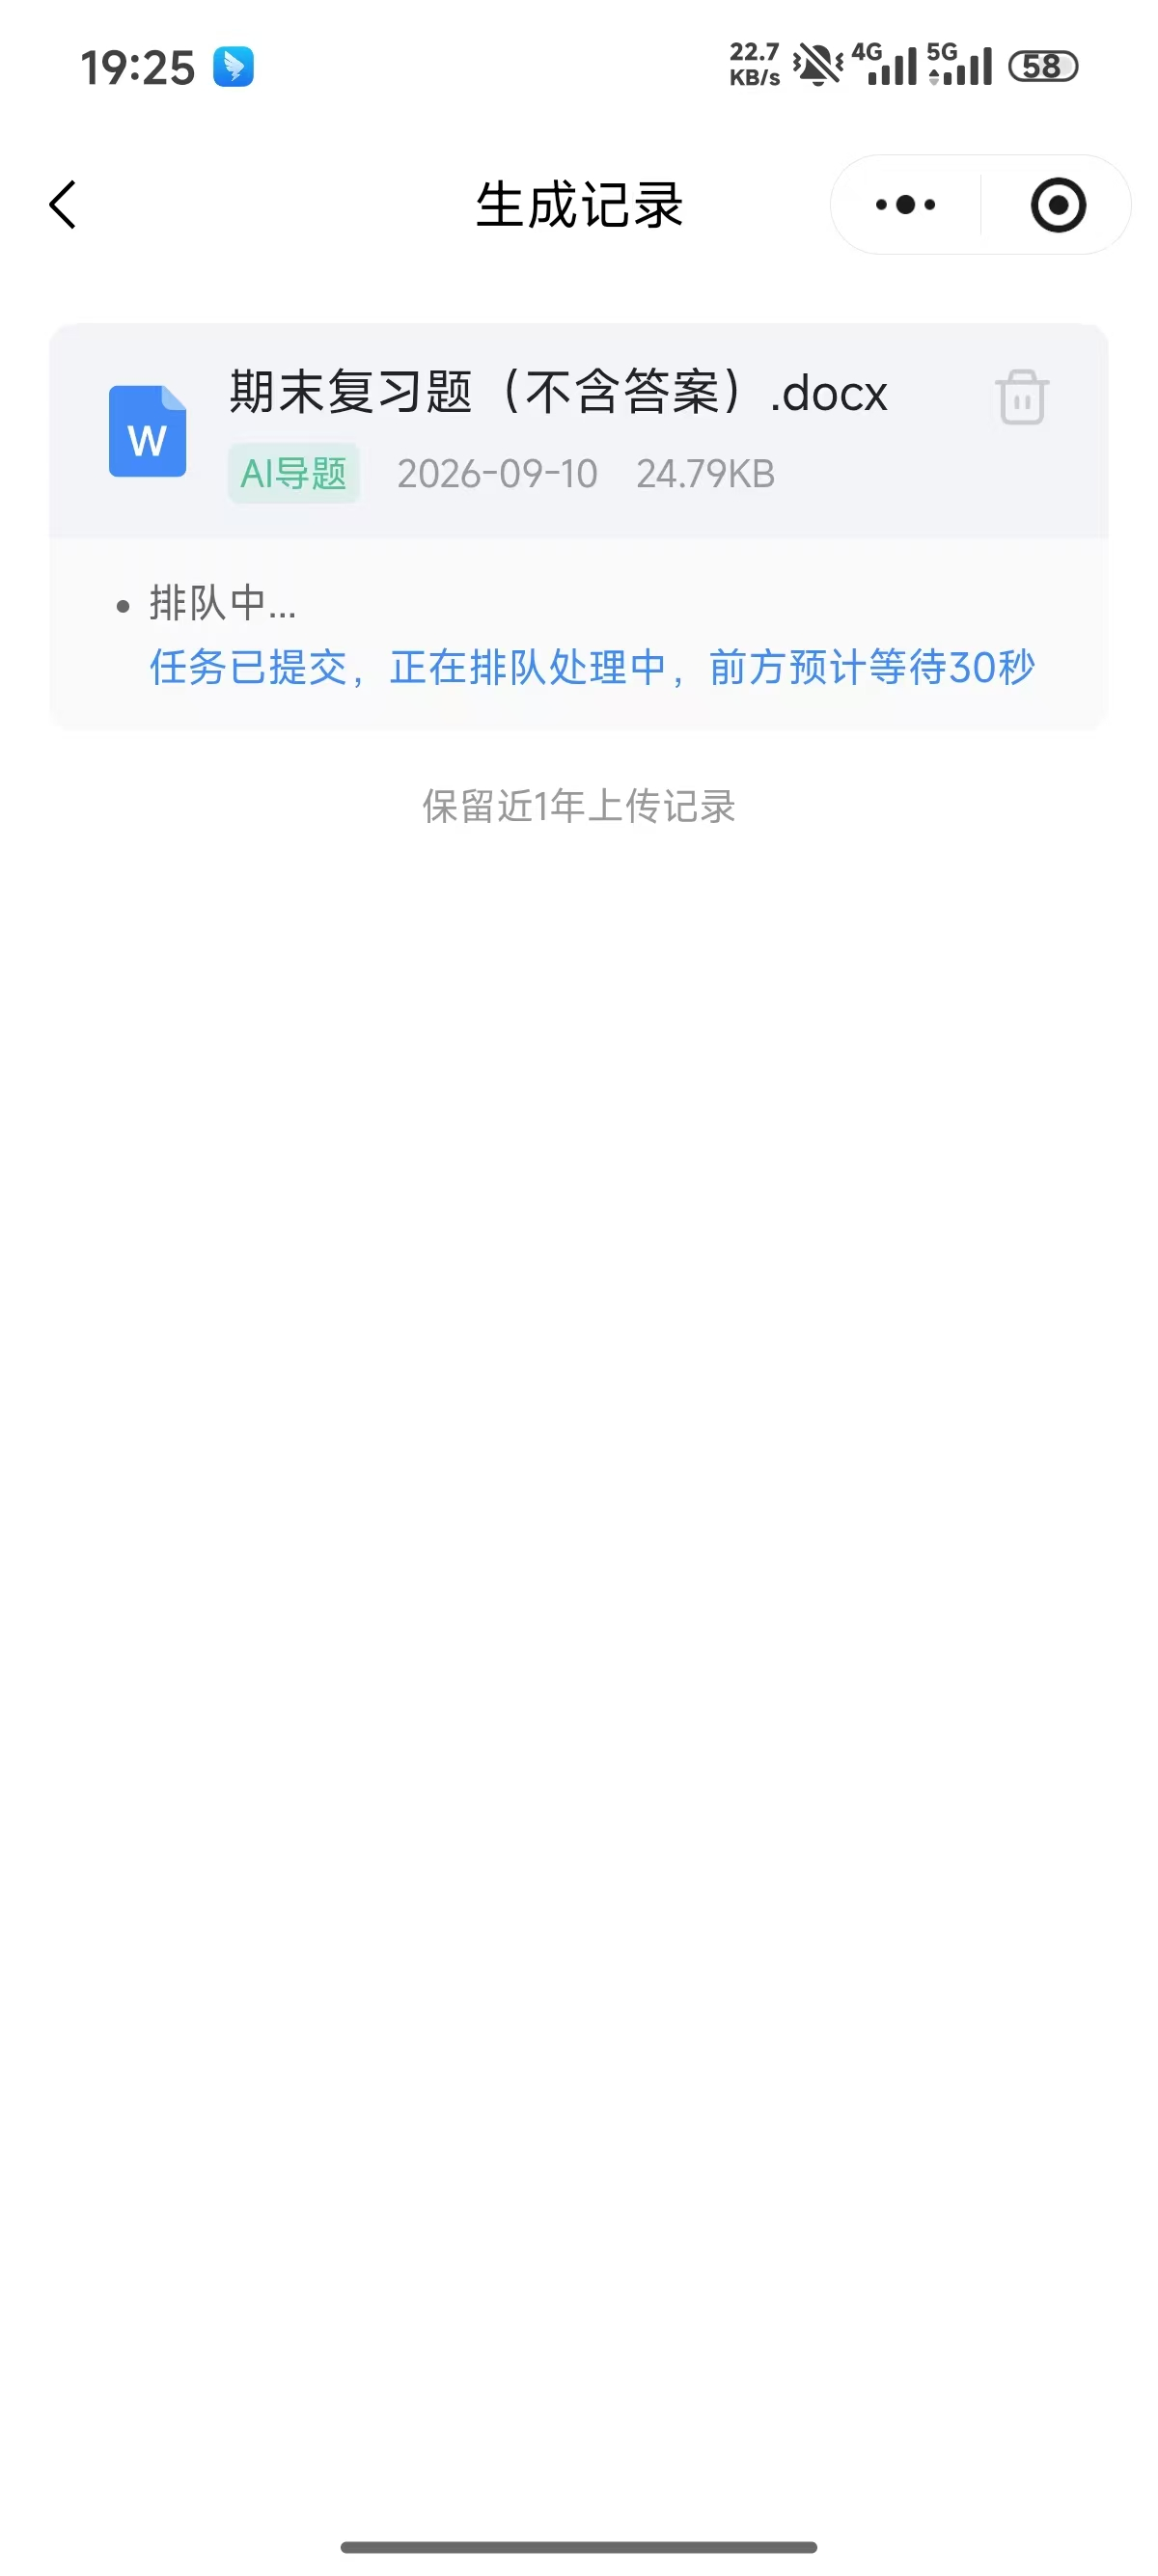 19:25
22.7
KB/s
4G
5G
58
生成记录
W
期末复习题（不含答案）.docx
AI导题 2026-09-10 24.79KB
排队中...
任务已提交，正在排队处理中，前方预计等待30秒
保留近1年上传记录